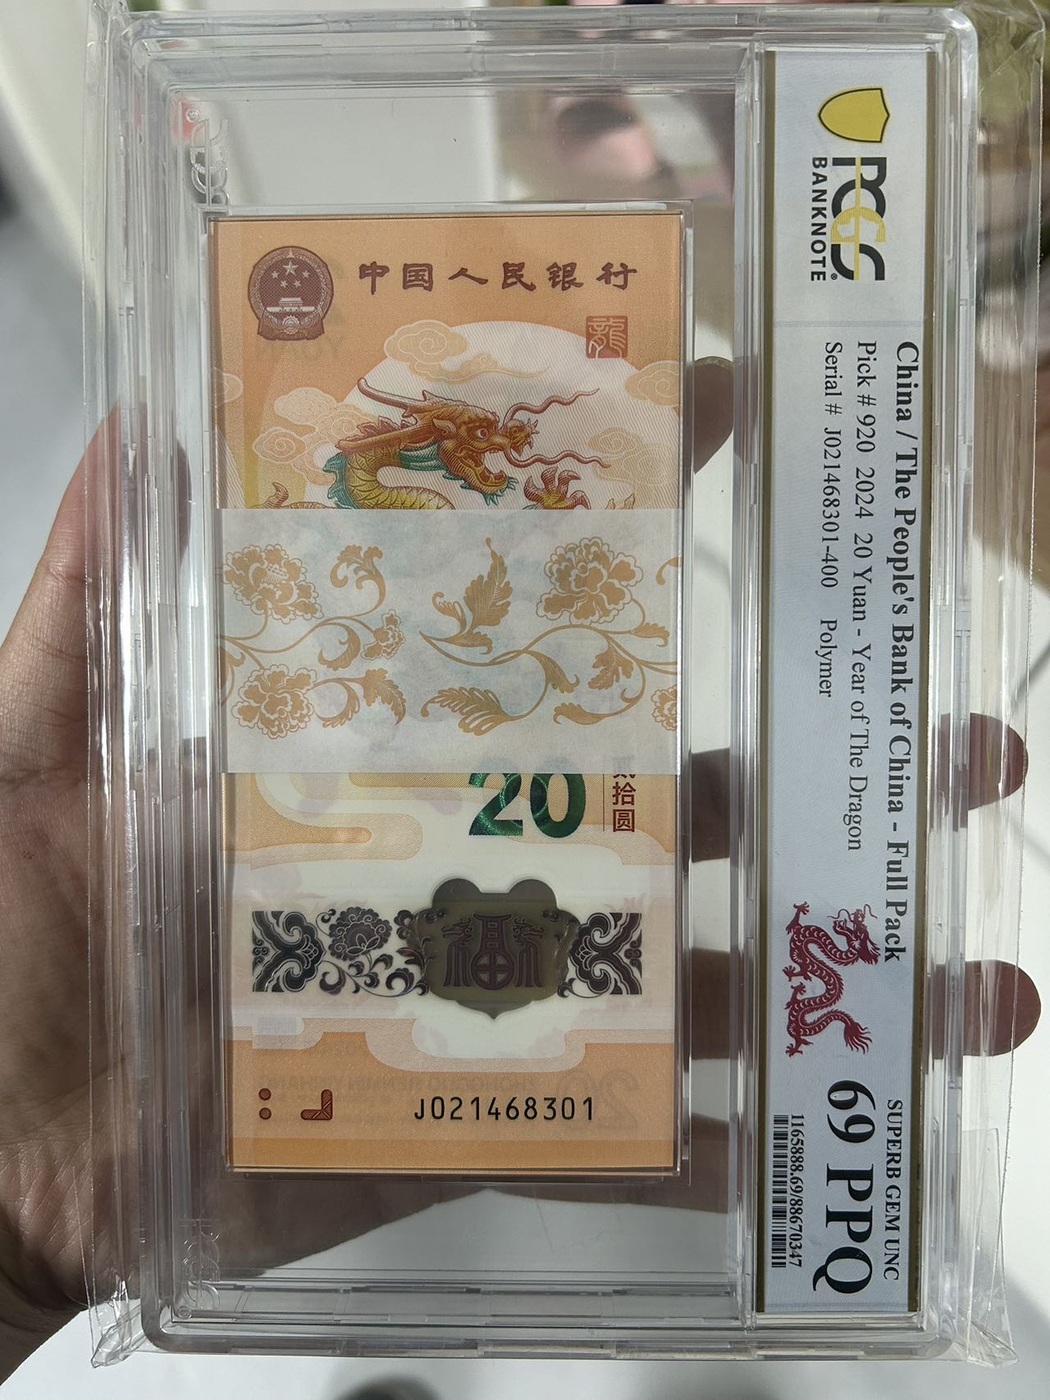 PCGS
BANKNOTE
China / The People's Bank of China - Full Pack
Pick # 920 2024 20 Yuan - Year of The Dragon
Serial # J021468301-400 Polymer
SUPERB GEM UNC
69 PPQ
1165888.69/88670347
中国人民银行
龍
20
贰拾圆
J021468301